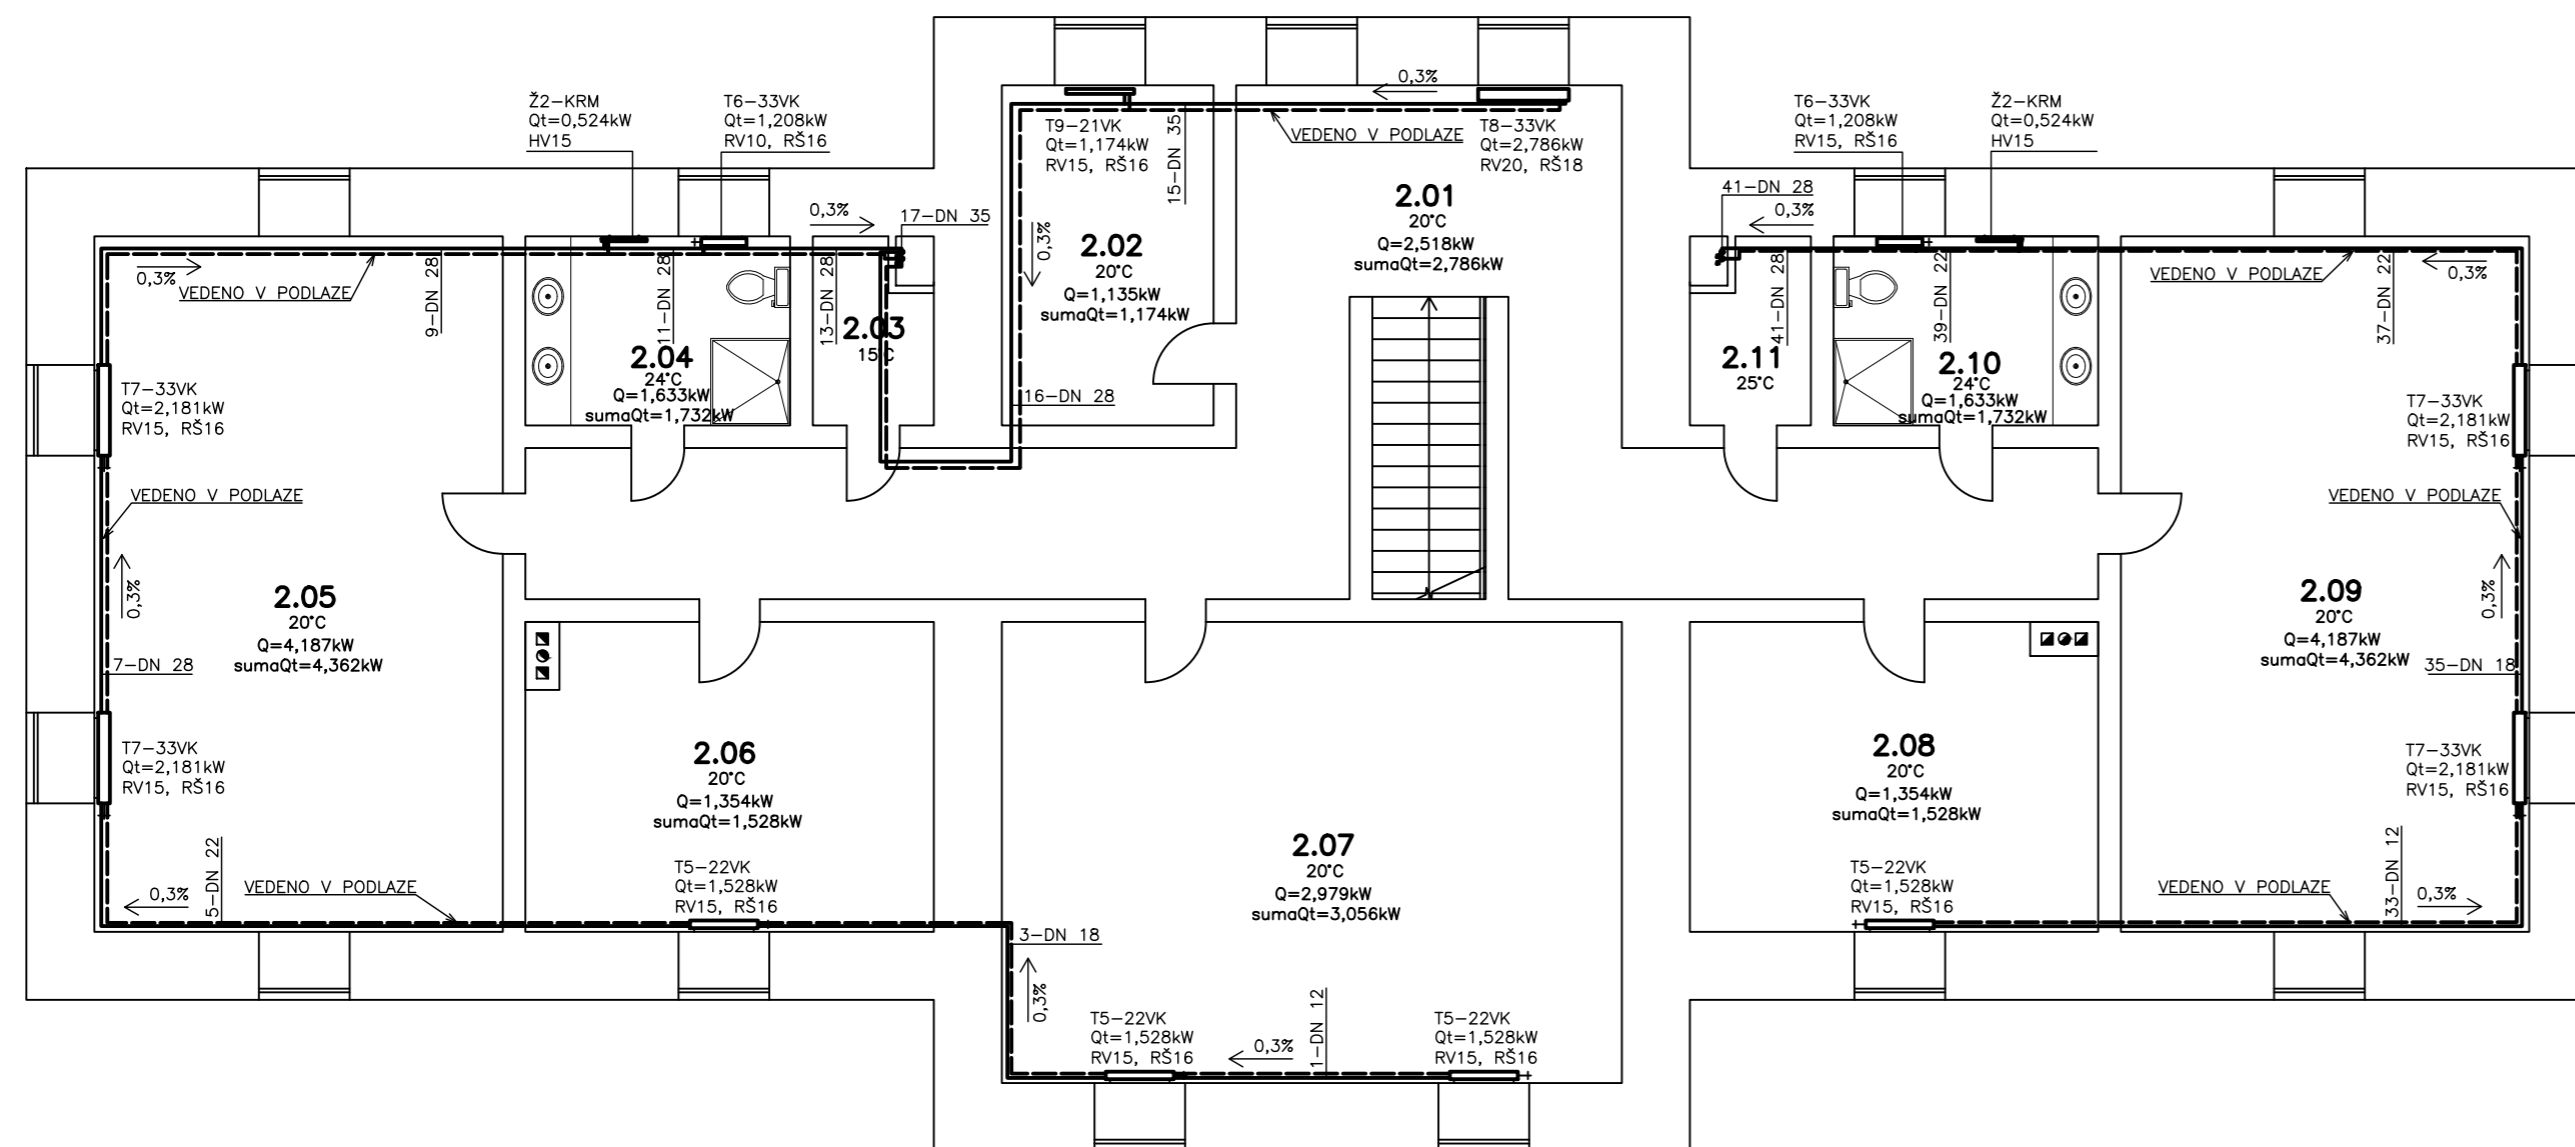 Ž2-KRM
Qt=0,524kW
HV15
T6-33VK
Qt=1,208kW
RV10, RŠ16
0,3%
T6-33VK
Qt=1,208kW
RV15, RŠ16
Ž2-KRM
Qt=0,524kW
HV15
T9-21VK
Qt=1,174kW
RV15, RŠ16
15-DN 35
VEDENO V PODLAZE
T8-33VK
Qt=2,786kW
RV20, RŠ18
2.01
20°C
Q=2,518kW
sumaQt=2,786kW
0,3%
17-DN 35
41-DN 28
0,3%
0,3%
2.02
20°C
Q=1,135kW
sumaQt=1,174kW
0,3%
VEDENO V PODLAZE
9-DN 28
11-DN 28
13-DN 28
2.03
15°C
2.04
24°C
Q=1,633kW
sumaQt=1,732kW
16-DN 28
41-DN 28
2.11
25°C
39-DN 22
2.10
24°C
Q=1,633kW
sumaQt=1,732kW
VEDENO V PODLAZE
37-DN 22
0,3%
T7-33VK
Qt=2,181kW
RV15, RŠ16
T7-33VK
Qt=2,181kW
RV15, RŠ16
VEDENO V PODLAZE
VEDENO V PODLAZE
0,3%
2.05
20°C
Q=4,187kW
sumaQt=4,362kW
7-DN 28
2.09
20°C
Q=4,187kW
sumaQt=4,362kW
0,3%
35-DN 18
T7-33VK
Qt=2,181kW
RV15, RŠ16
2.06
20°C
Q=1,354kW
sumaQt=1,528kW
2.08
20°C
Q=1,354kW
sumaQt=1,528kW
T7-33VK
Qt=2,181kW
RV15, RŠ16
2.07
20°C
Q=2,979kW
sumaQt=3,056kW
0,3%
5-DN 22
VEDENO V PODLAZE
T5-22VK
Qt=1,528kW
RV15, RŠ16
T5-22VK
Qt=1,528kW
RV15, RŠ16
VEDENO V PODLAZE
33-DN 12
0,3%
3-DN 18
0,3%
T5-22VK
Qt=1,528kW
RV15, RŠ16
0,3%
1-DN 12
T5-22VK
Qt=1,528kW
RV15, RŠ16